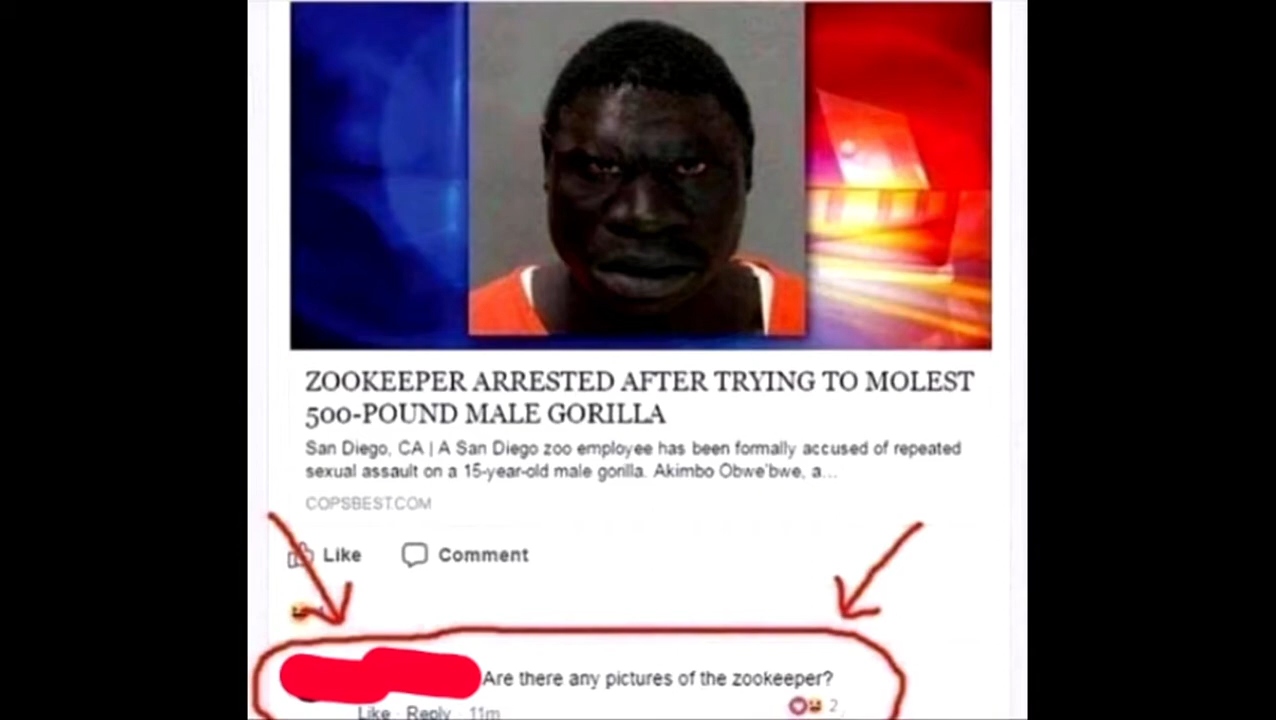 ZOOKEEPER ARRESTED AFTER TRYING TO MOLEST
500-POUND MALE GORILLA
San Diego, CA | A San Diego zoo employee has been formally accused of repeated
sexual assault on a 15-year-old male gorilla. Akimbo Obwe'bwe, a...
COPSBEST.COM
Like Comment
Are there any pictures of the zookeeper?
Like · Reply · 11m 2